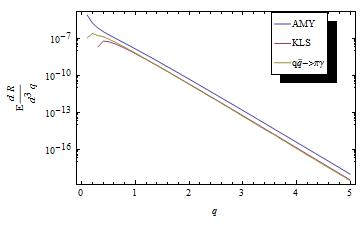 AMY
KLS
qq̄->πγ
10⁻⁷
10⁻¹⁰
10⁻¹³
10⁻¹⁶
E dR/d³q
0 1 2 3 4 5
q